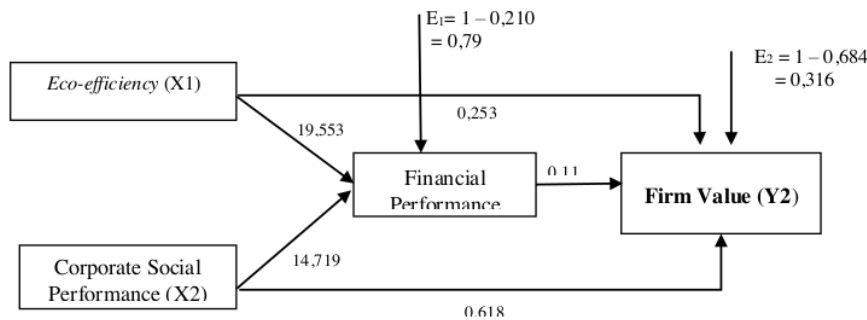 E1= 1 – 0,210
= 0,79
E2 = 1 – 0,684
= 0,316
Eco-efficiency (X1)
0,253
19,553
Financial
Performance
0,11
Firm Value (Y2)
14,719
Corporate Social
Performance (X2)
0,618